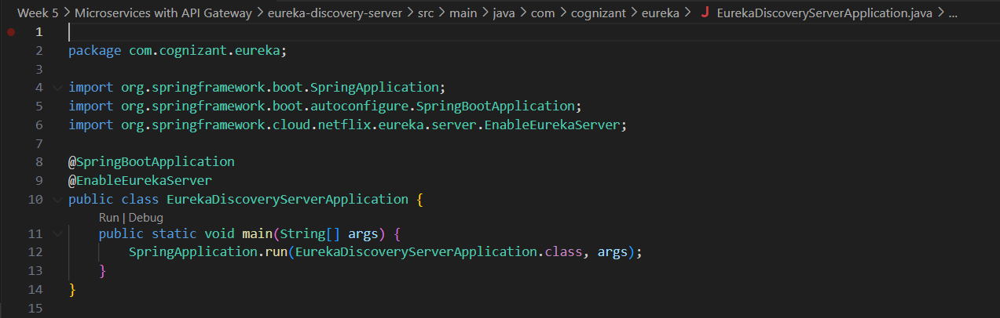 Week 5 > Microservices with API Gateway > eureka-discovery-server > src > main > java > com > cognizant > eureka > J EurekaDiscoveryServerApplication.java > ...
1
2 package com.cognizant.eureka;
3
4 import org.springframework.boot.SpringApplication;
5 import org.springframework.boot.autoconfigure.SpringBootApplication;
6 import org.springframework.cloud.netflix.eureka.server.EnableEurekaServer;
7
8 @SpringBootApplication
9 @EnableEurekaServer
10 public class EurekaDiscoveryServerApplication {
Run | Debug
11 public static void main(String[] args) {
12 SpringApplication.run(EurekaDiscoveryServerApplication.class, args);
13 }
14 }
15